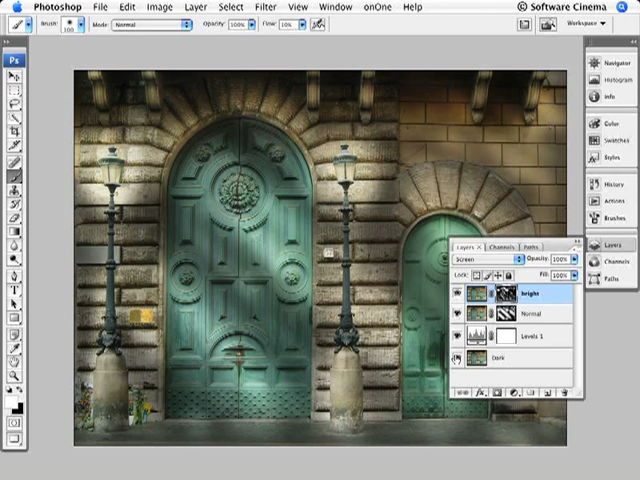 Photoshop File Edit Image Layer Select Filter View Window onOne Help © Software Cinema
Brush: 100 Mode: Normal Opacity: 100% Flow: 10% Workspace
Ps
Navigator
Histogram
Info
Color
Swatches
Styles
History
Actions
Brushes
Layers
Channels
Paths
Layers × Channels Paths
Screen Opacity: 100%
Lock: Fill: 100%
bright
Normal
Levels 1
Dark